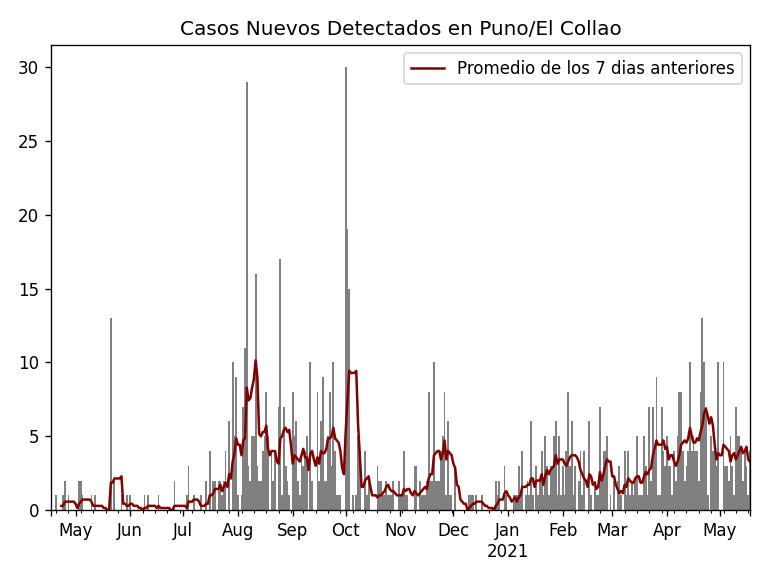 Casos Nuevos Detectados en Puno/El Collao
Promedio de los 7 dias anteriores
30
25
20
15
10
5
0
May Jun Jul Aug Sep Oct Nov Dec Jan Feb Mar Apr May
2021